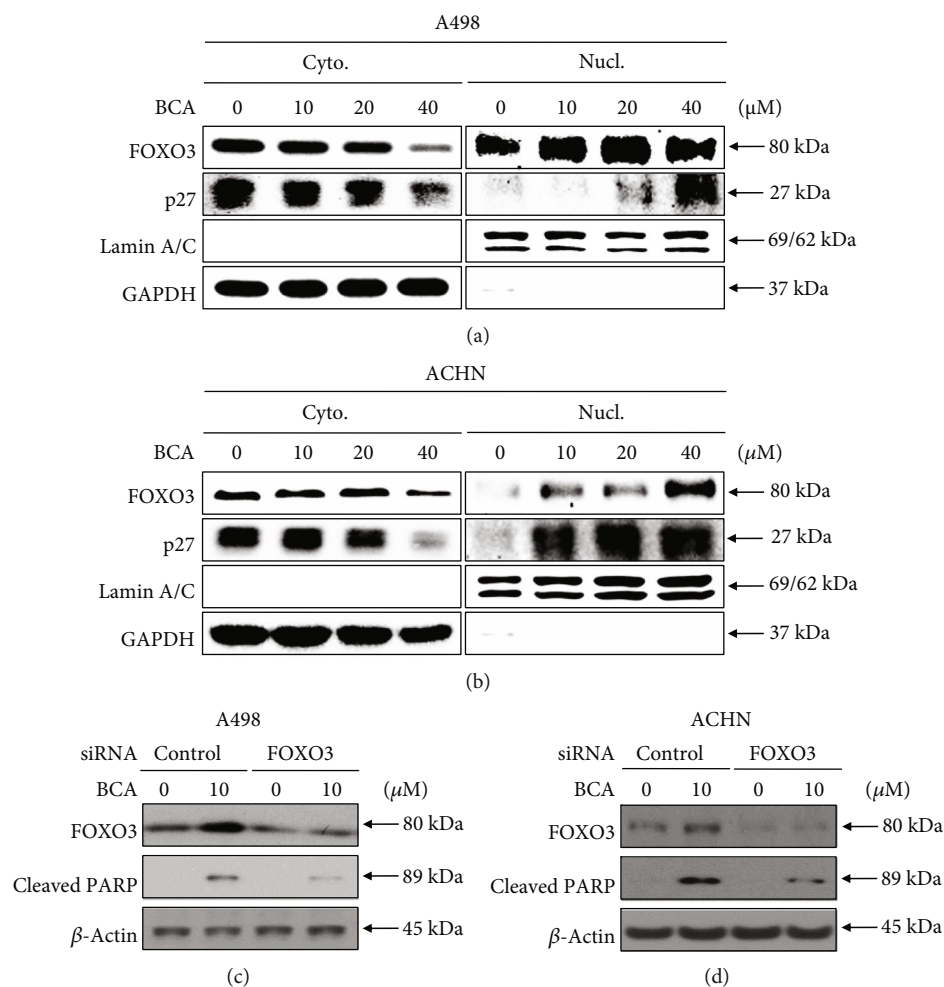 A498
Cyto. Nucl.
BCA 0 10 20 40 0 10 20 40 (μM)
FOXO3 80 kDa
p27 27 kDa
Lamin A/C 69/62 kDa
GAPDH 37 kDa
(a)
ACHN
Cyto. Nucl.
BCA 0 10 20 40 0 10 20 40 (μM)
FOXO3 80 kDa
p27 27 kDa
Lamin A/C 69/62 kDa
GAPDH 37 kDa
(b)
A498
siRNA Control FOXO3
BCA 0 10 0 10 (μM)
FOXO3 80 kDa
Cleaved PARP 89 kDa
β-Actin 45 kDa
(c)
ACHN
siRNA Control FOXO3
BCA 0 10 0 10 (μM)
FOXO3 80 kDa
Cleaved PARP 89 kDa
β-Actin 45 kDa
(d)